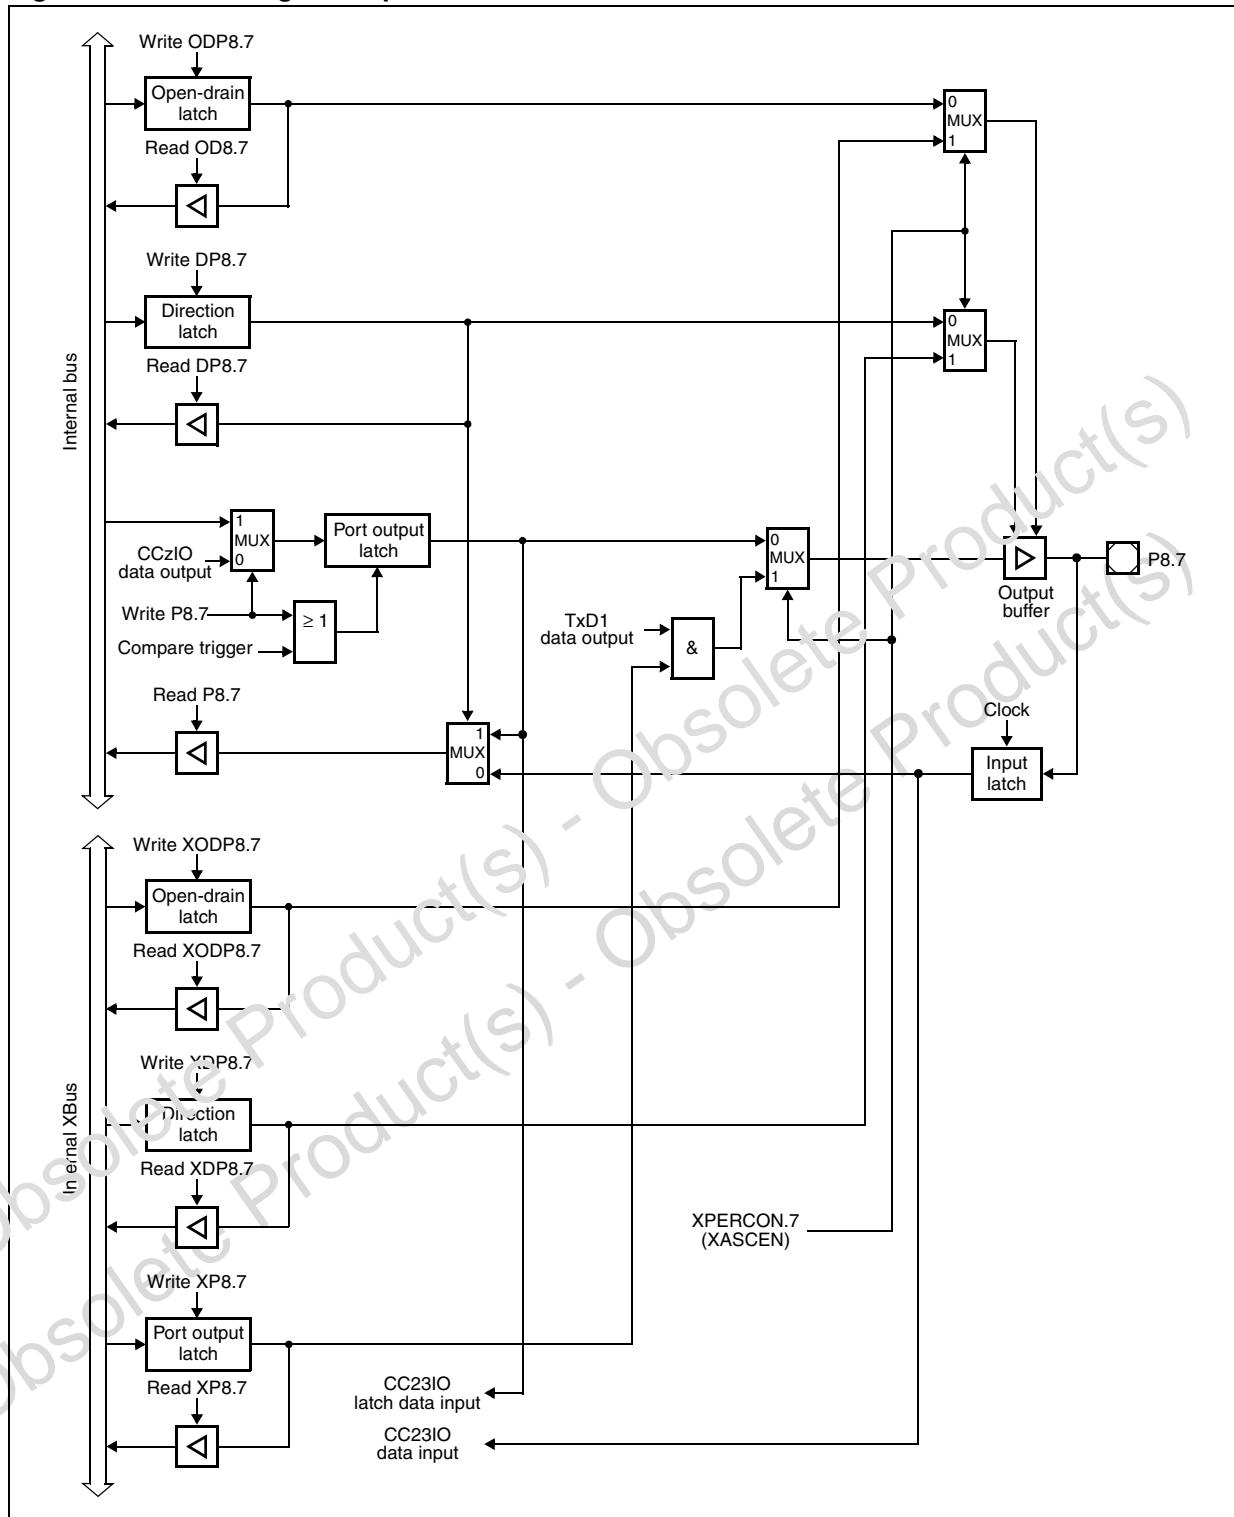 Write ODP8.7
Open-drain
latch
Read OD8.7
0
MUX
1
Write DP8.7
Direction
latch
Read DP8.7
0
MUX
1
Internal bus
1
MUX
0
CCzIO
data output
Port output
latch
Write P8.7
≥ 1
Compare trigger
0
MUX
1
TxD1
data output
&
P8.7
Output
buffer
Read P8.7
1
MUX
0
Clock
Input
latch
Write XODP8.7
Open-drain
latch
Read XODP8.7
Write XDP8.7
Direction
latch
Read XDP8.7
Internal XBus
XPERCON.7
(XASCEN)
Write XP8.7
Port output
latch
Read XP8.7
CC23IO
latch data input
CC23IO
data input
Obsolete Product(s) - Obsolete Product(s)
Obsolete Product(s) - Obsolete Product(s)